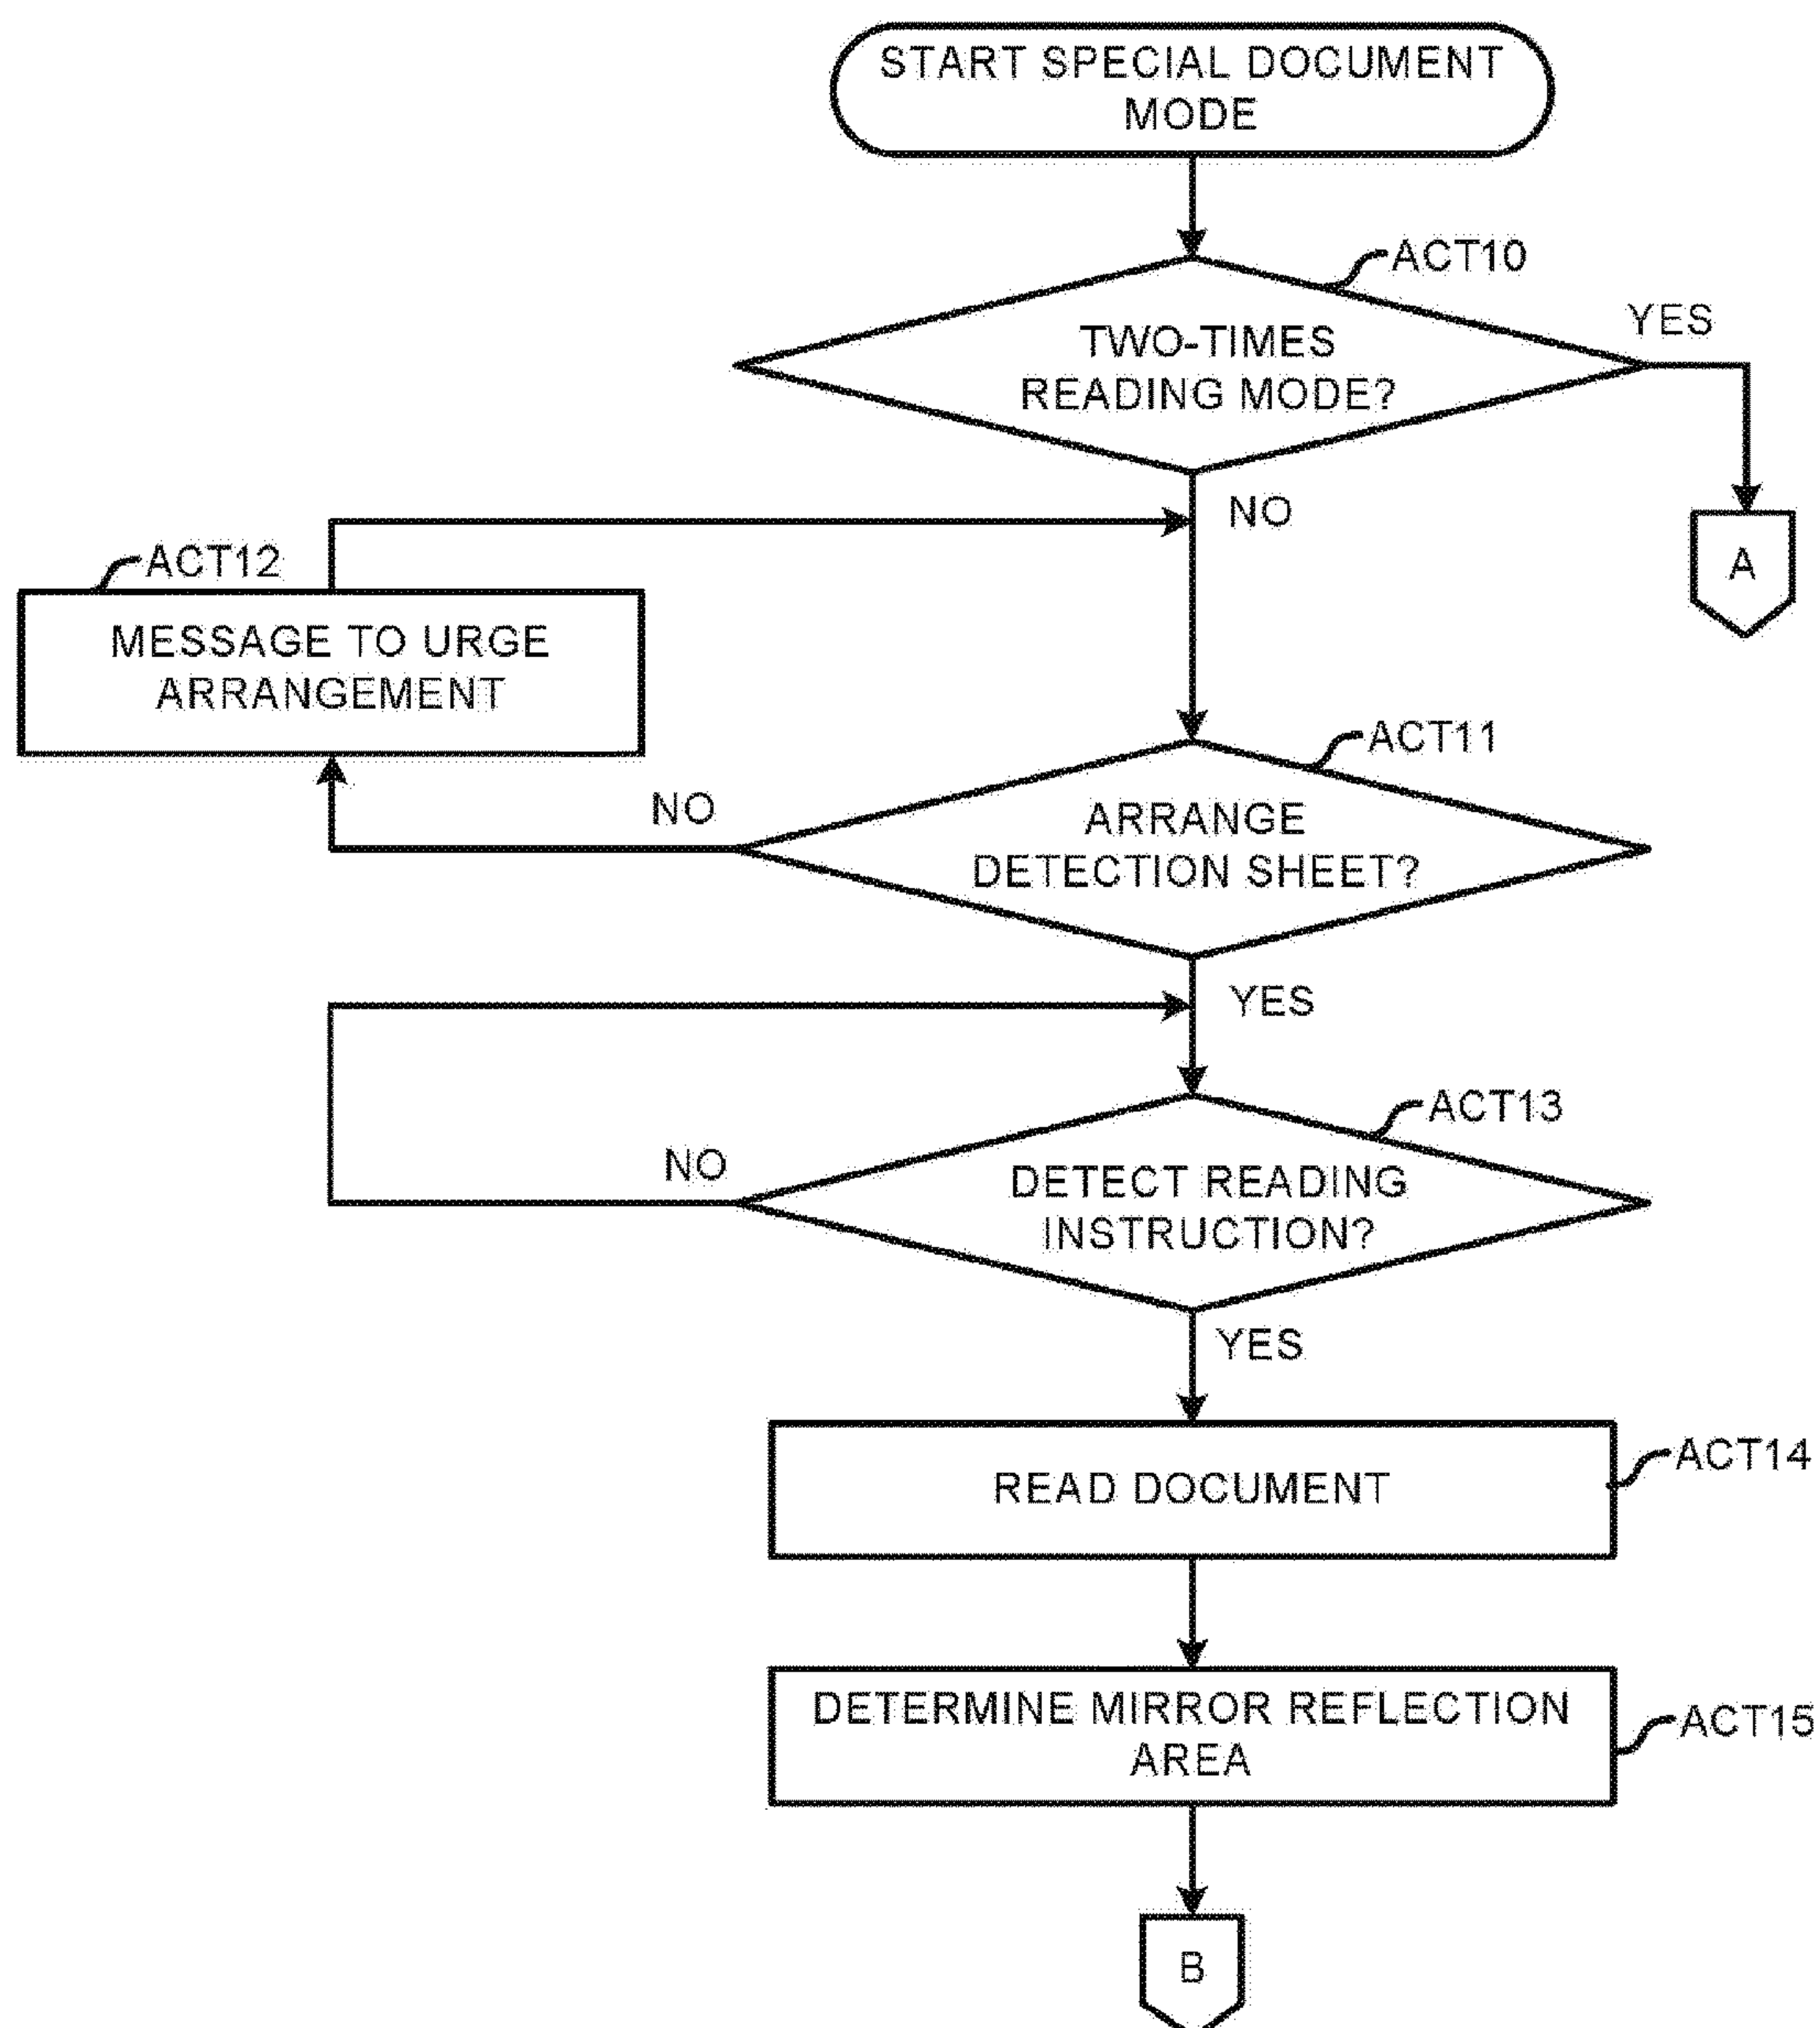 START SPECIAL DOCUMENT
MODE
ACT10
YES
TWO-TIMES
READING MODE?
NO
A
ACT12
MESSAGE TO URGE
ARRANGEMENT
ACT11
NO
ARRANGE
DETECTION SHEET?
YES
ACT13
NO
DETECT READING
INSTRUCTION?
YES
ACT14
READ DOCUMENT
DETERMINE MIRROR REFLECTION
AREA
ACT15
B